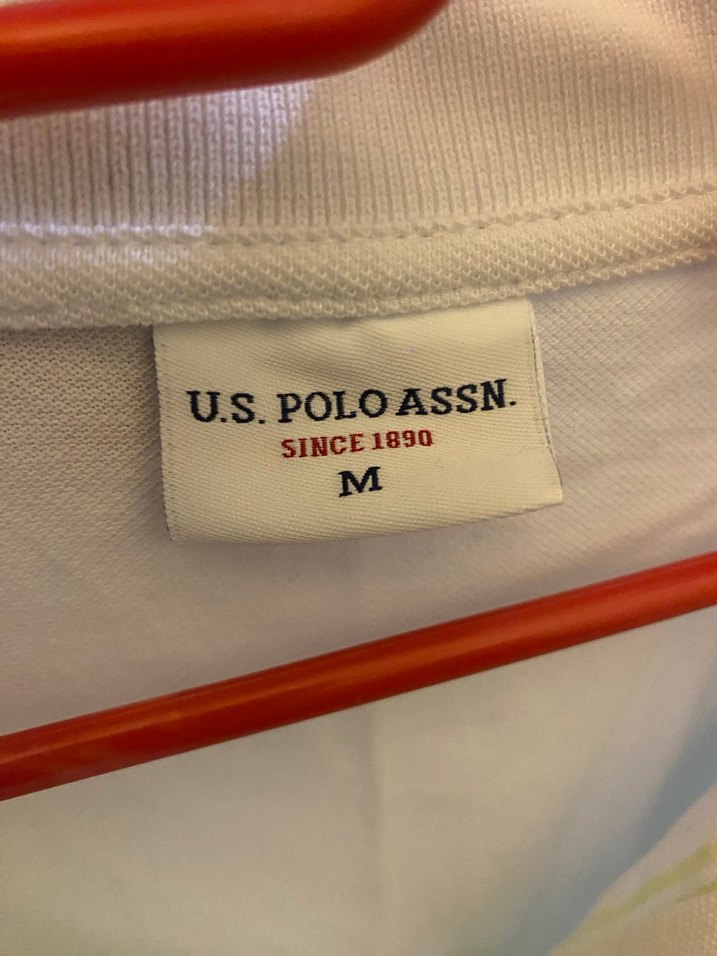 U.S. POLO ASSN.
SINCE 1890
M